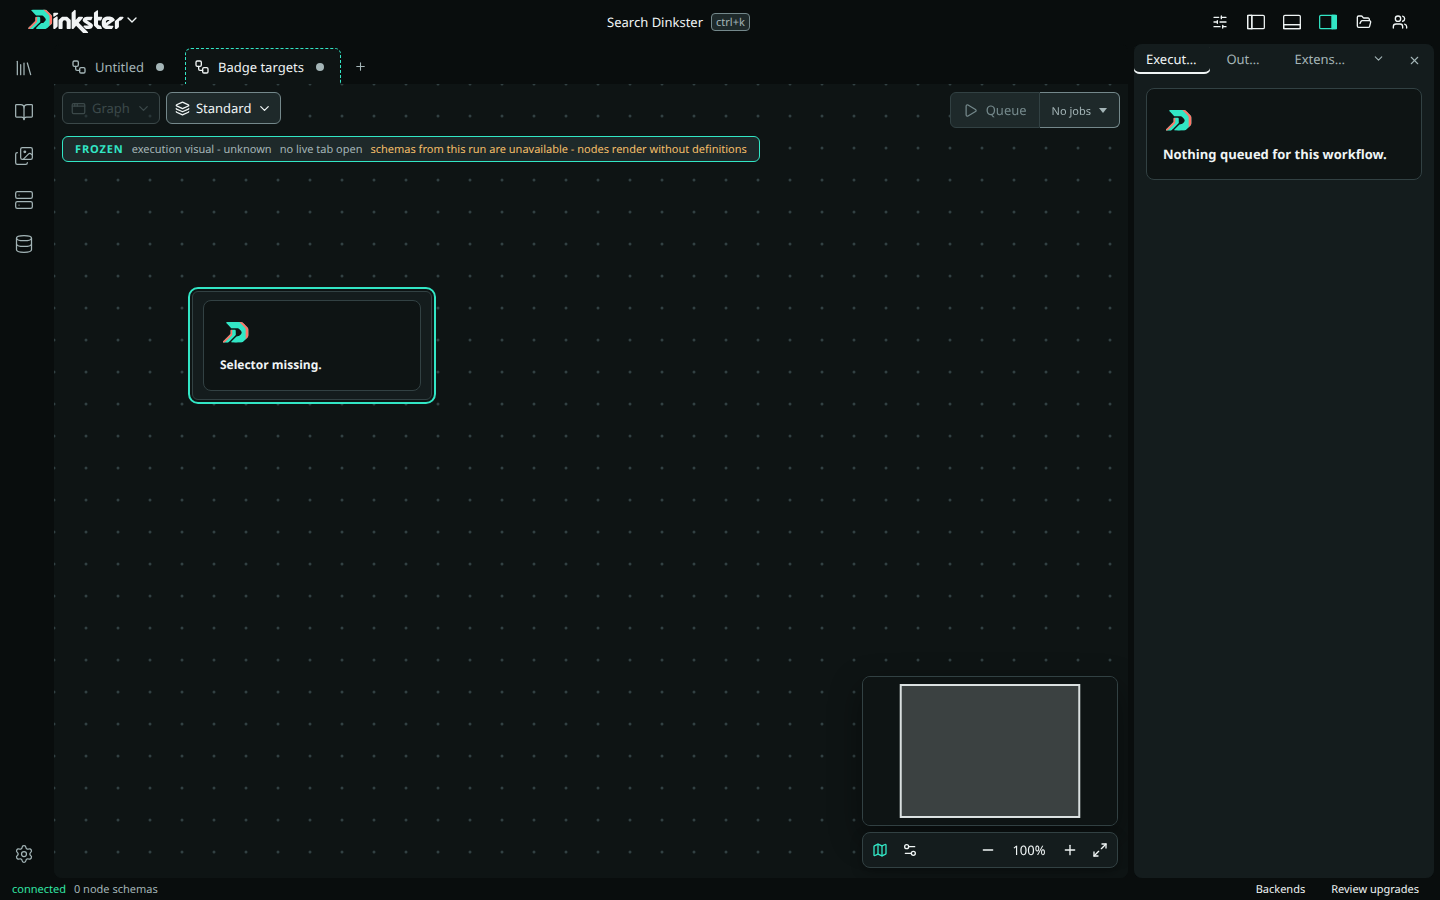 Dinkster
Search Dinkster ctrl+k
Untitled
Badge targets
Execut...
Out...
Extens...
Graph
Standard
Queue
No jobs
FROZEN execution visual - unknown no live tab open schemas from this run are unavailable - nodes render without definitions
Nothing queued for this workflow.
Selector missing.
100%
connected 0 node schemas
Backends
Review upgrades